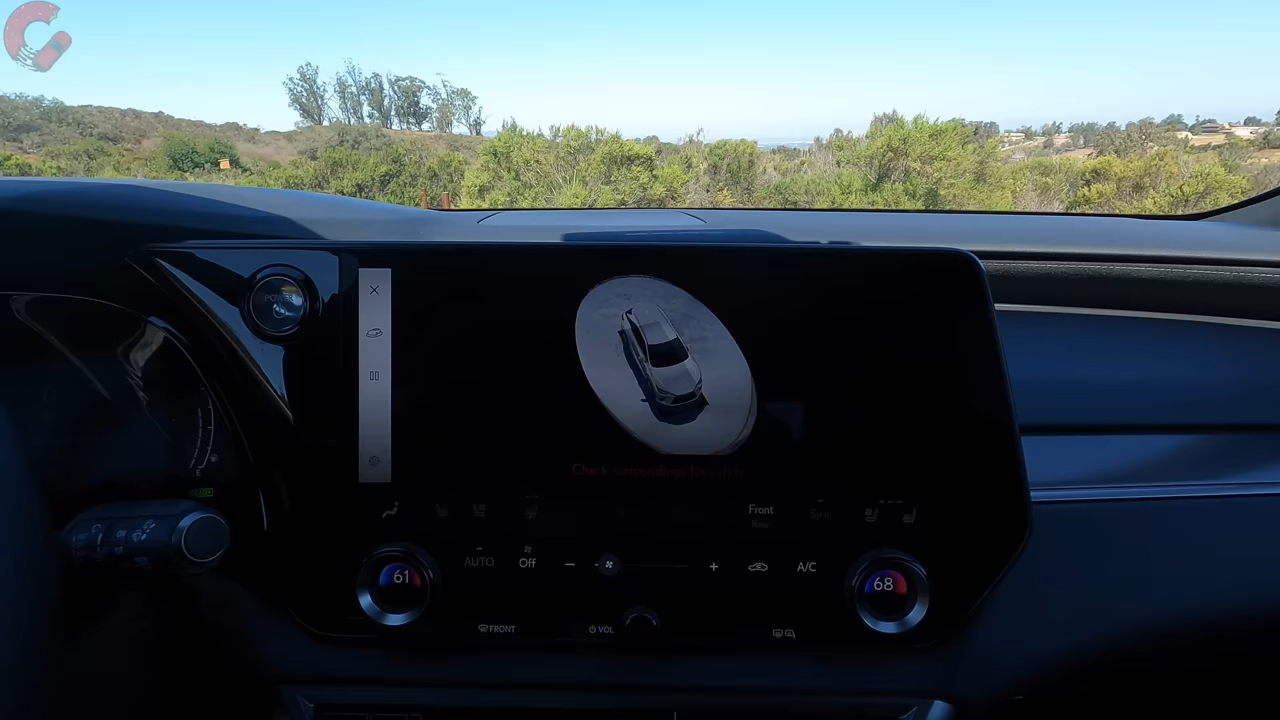 POWER
E
Check surroundings for safety
Front
Rear
Sync
AUTO
Off
A/C
61
68
FRONT
VOL